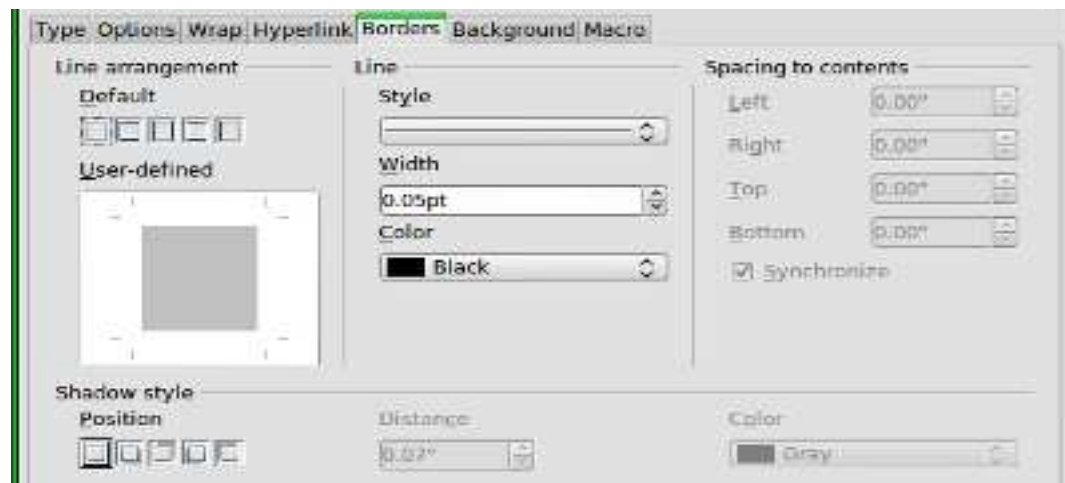 Type Options Wrap Hyperlink Borders Background Macro
Line arrangement
Default
User-defined
Line
Style
Width
0.05pt
Color
Black
Spacing to contents
Left 0.00"
Right 0.00"
Top 0.00"
Bottom 0.00"
Synchronize
Shadow style
Position
Distance
0.07"
Color
Gray